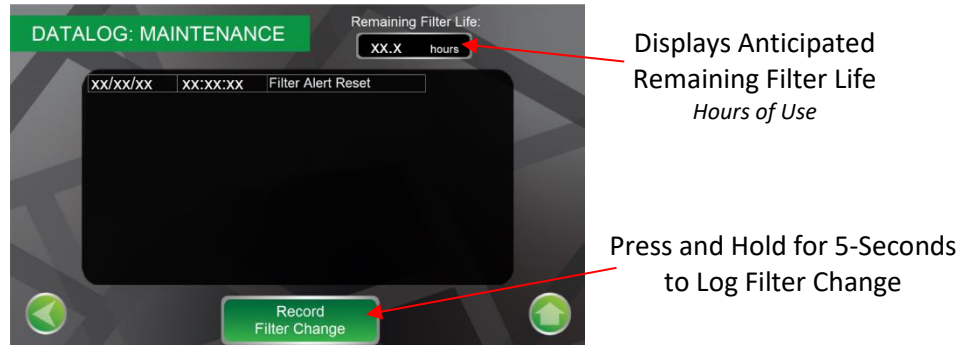 DATALOG: MAINTENANCE
Remaining Filter Life:
XX.X hours
xx/xx/xx xx:xx:xx Filter Alert Reset
Displays Anticipated
Remaining Filter Life
Hours of Use
Press and Hold for 5-Seconds
to Log Filter Change
Record
Filter Change